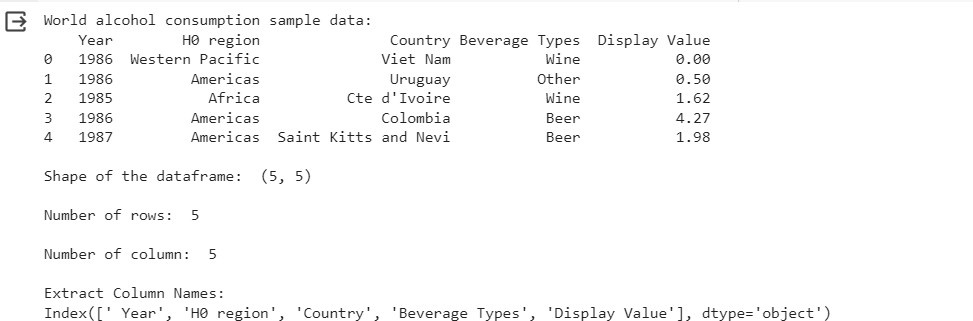 World alcohol consumption sample data:
Year H0 region Country Beverage Types Display Value
0 1986 Western Pacific Viet Nam Wine 0.00
1 1986 Americas Uruguay Other 0.50
2 1985 Africa Cte d'Ivoire Wine 1.62
3 1986 Americas Colombia Beer 4.27
4 1987 Americas Saint Kitts and Nevi Beer 1.98
Shape of the dataframe: (5, 5)
Number of rows: 5
Number of column: 5
Extract Column Names:
Index([' Year', 'H0 region', 'Country', 'Beverage Types', 'Display Value'], dtype='object')